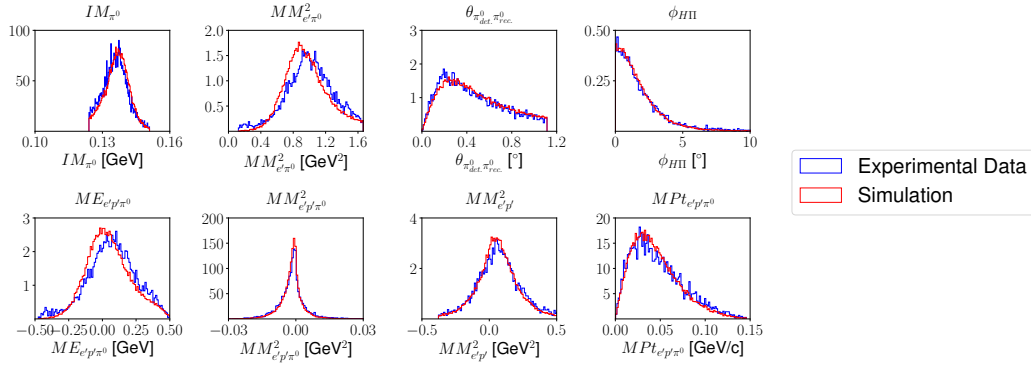 IM_{π^0}
100
50
0.10 0.13 0.16
IM_{π^0} [GeV]
MM^2_{e'π^0}
2.0
1.5
1.0
0.5
0.0 0.4 0.8 1.2 1.6
MM^2_{e'π^0} [GeV^2]
θ_{π^0_{det.}π^0_{rec.}}
3
2
1
0.0 0.4 0.8 1.2
θ_{π^0_{det.}π^0_{rec.}} [°]
ϕ_{HΠ}
0.50
0.25
0 5 10
ϕ_{HΠ} [°]
Experimental Data
Simulation
ME_{e'p'π^0}
3
2
1
−0.50 −0.25 0.00 0.25 0.50
ME_{e'p'π^0} [GeV]
MM^2_{e'p'π^0}
200
150
100
50
−0.03 0.00 0.03
MM^2_{e'p'π^0} [GeV^2]
MM^2_{e'p'}
4
2
−0.5 0.0 0.5
MM^2_{e'p'} [GeV^2]
MPt_{e'p'π^0}
20
15
10
5
0.00 0.05 0.10 0.15
MPt_{e'p'π^0} [GeV/c]